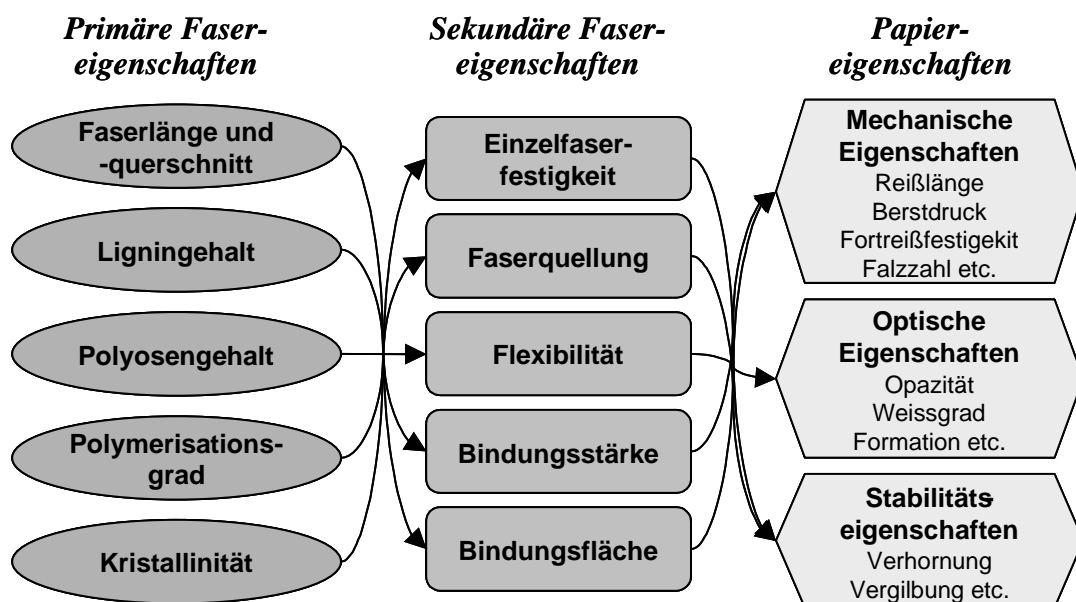 Primäre Faser-
eigenschaften
Faserlänge und
-querschnitt
Ligningehalt
Polyosengehalt
Polymerisations-
grad
Kristallinität
Sekundäre Faser-
eigenschaften
Einzelfaser-
festigkeit
Faserquellung
Flexibilität
Bindungsstärke
Bindungsfläche
Papier-
eigenschaften
Mechanische
Eigenschaften
Reißlänge
Berstdruck
Fortreißfestigekit
Falzzahl etc.
Optische
Eigenschaften
Opazität
Weissgrad
Formation etc.
Stabilitäts-
eigenschaften
Verhornung
Vergilbung etc.